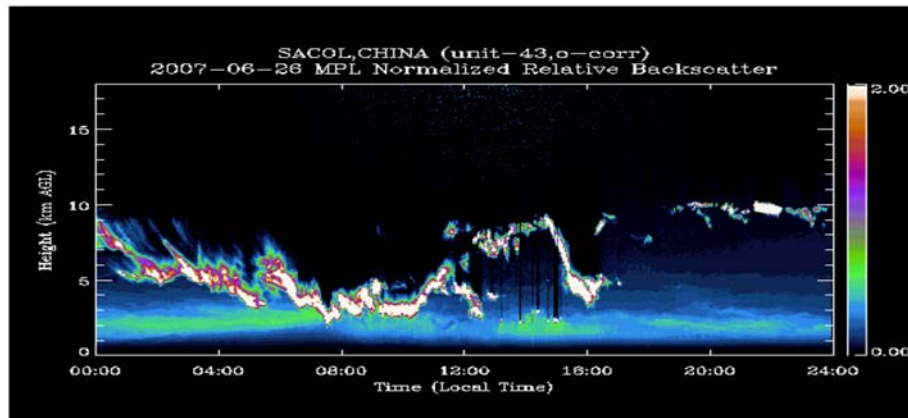 SACOL,CHINA (unit-43,o-corr)
2007-06-26 MPL Normalized Relative Backscatter
2.00
15
10
5
0
Height (km AGL)
0.00
00:00 04:00 08:00 12:00 16:00 20:00 24:00
Time (Local Time)